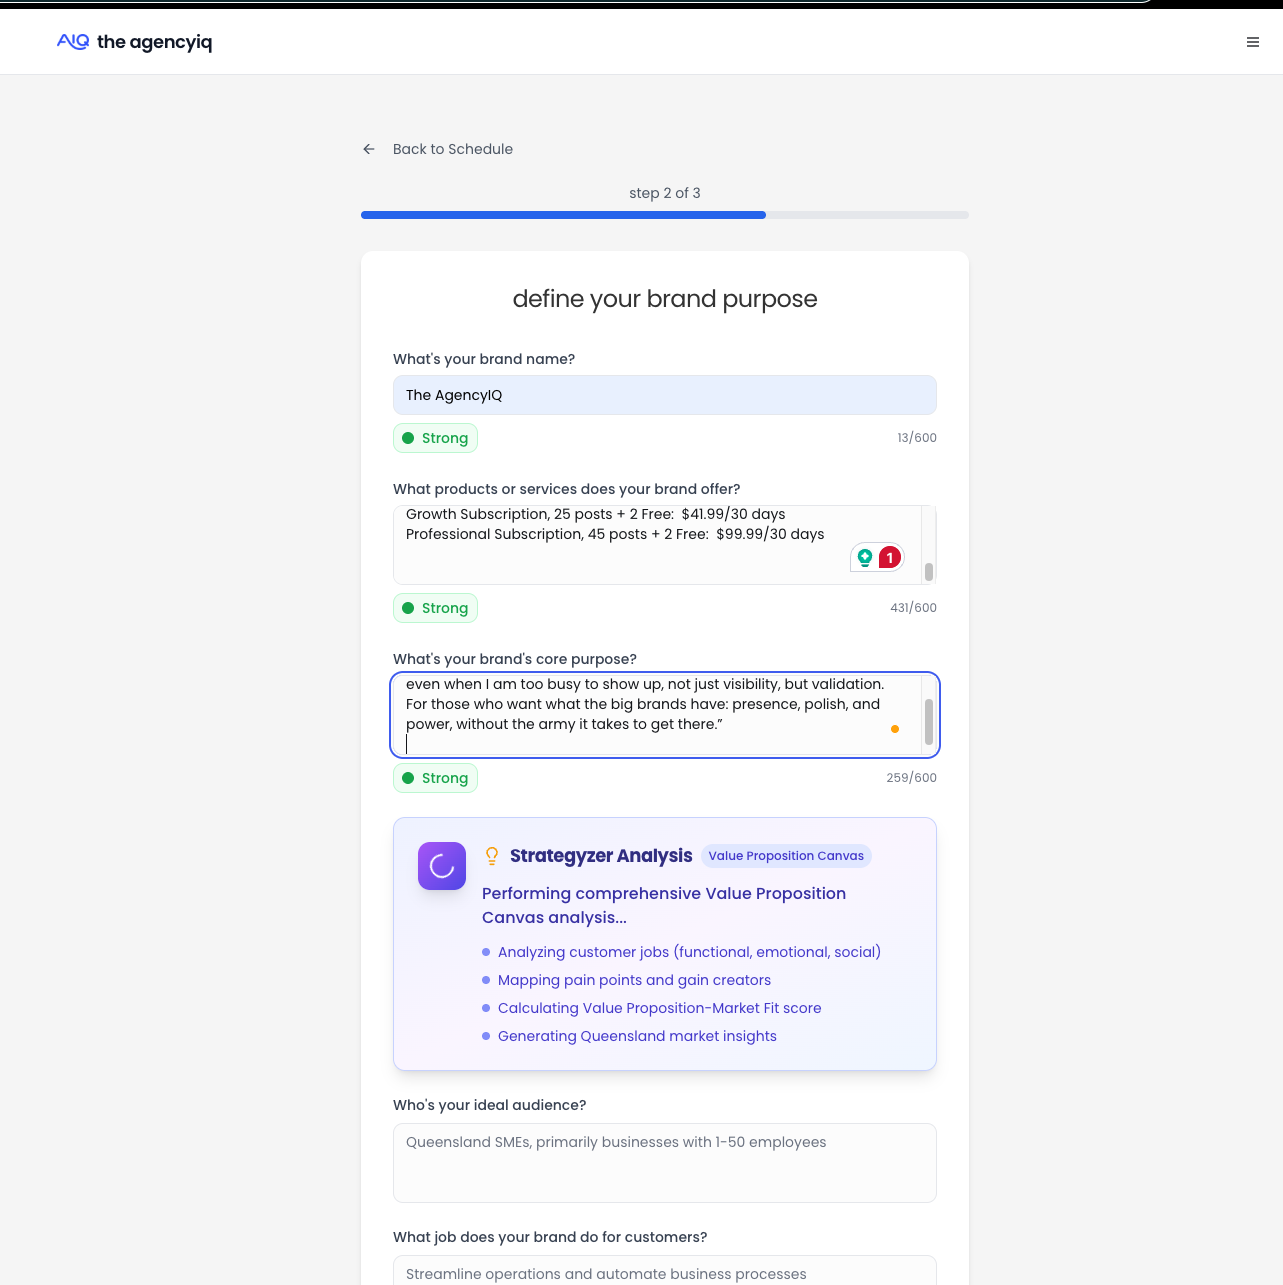 AIQ the agencyiq
Back to Schedule
step 2 of 3
define your brand purpose
What's your brand name?
The AgencyIQ
Strong
13/600
What products or services does your brand offer?
Growth Subscription, 25 posts + 2 Free:  $41.99/30 days
Professional Subscription, 45 posts + 2 Free:  $99.99/30 days
1
Strong
431/600
What's your brand's core purpose?
even when I am too busy to show up, not just visibility, but validation.
For those who want what the big brands have: presence, polish, and
power, without the army it takes to get there.”
Strong
259/600
Strategyzer Analysis
Value Proposition Canvas
Performing comprehensive Value Proposition
Canvas analysis...
Analyzing customer jobs (functional, emotional, social)
Mapping pain points and gain creators
Calculating Value Proposition-Market Fit score
Generating Queensland market insights
Who's your ideal audience?
Queensland SMEs, primarily businesses with 1-50 employees
What job does your brand do for customers?
Streamline operations and automate business processes